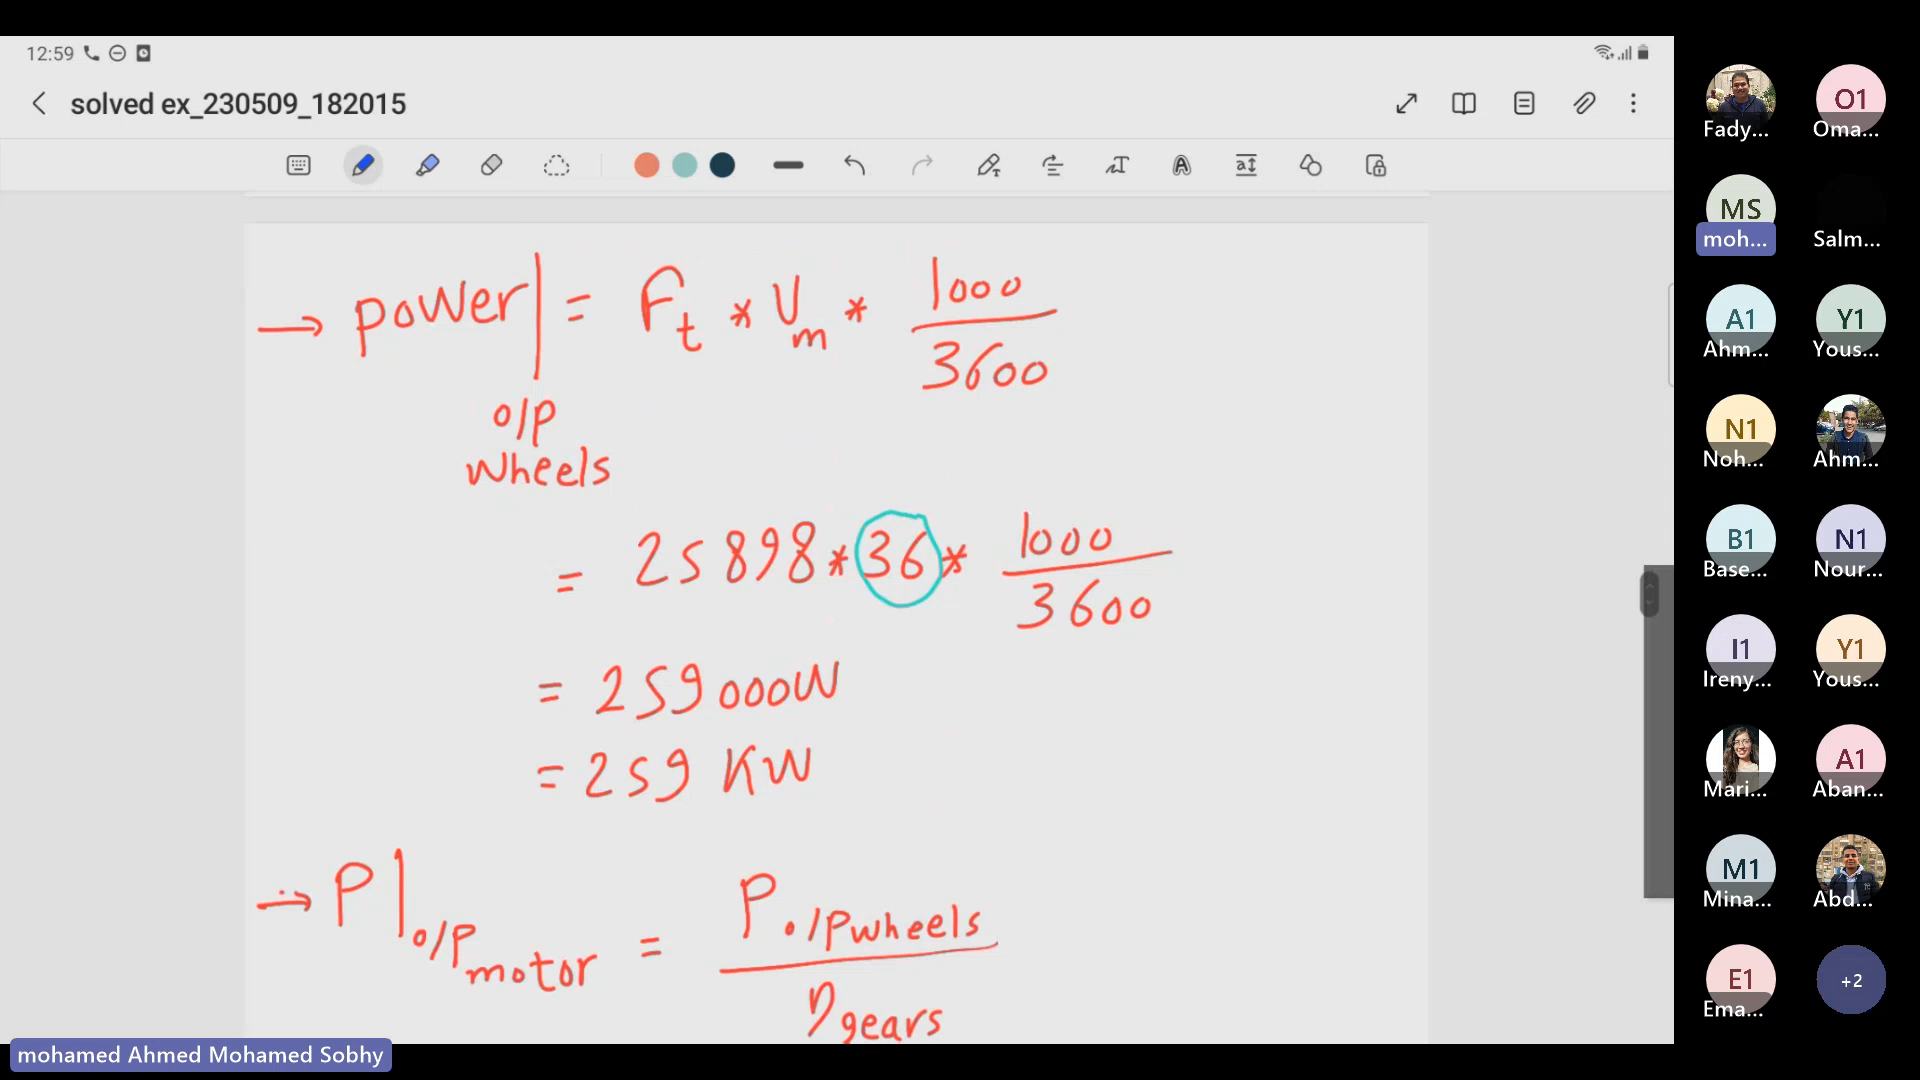 12:59
solved ex_230509_182015
→ power| = Ft * Vm * 1000/3600
o/p
wheels
= 25898*36* 1000/3600
= 259000W
= 259 KW
→ P|o/p motor = P.o/p wheels / η gears
Fady... Oma...
O1
MS
moh... Salm...
A1 Y1
Ahm... Yous...
N1
Noh... Ahm...
B1 N1
Base... Nour...
I1 Y1
Ireny... Yous...
A1
Mari... Aban...
M1
Mina... Abd...
E1 +2
Ema...
mohamed Ahmed Mohamed Sobhy